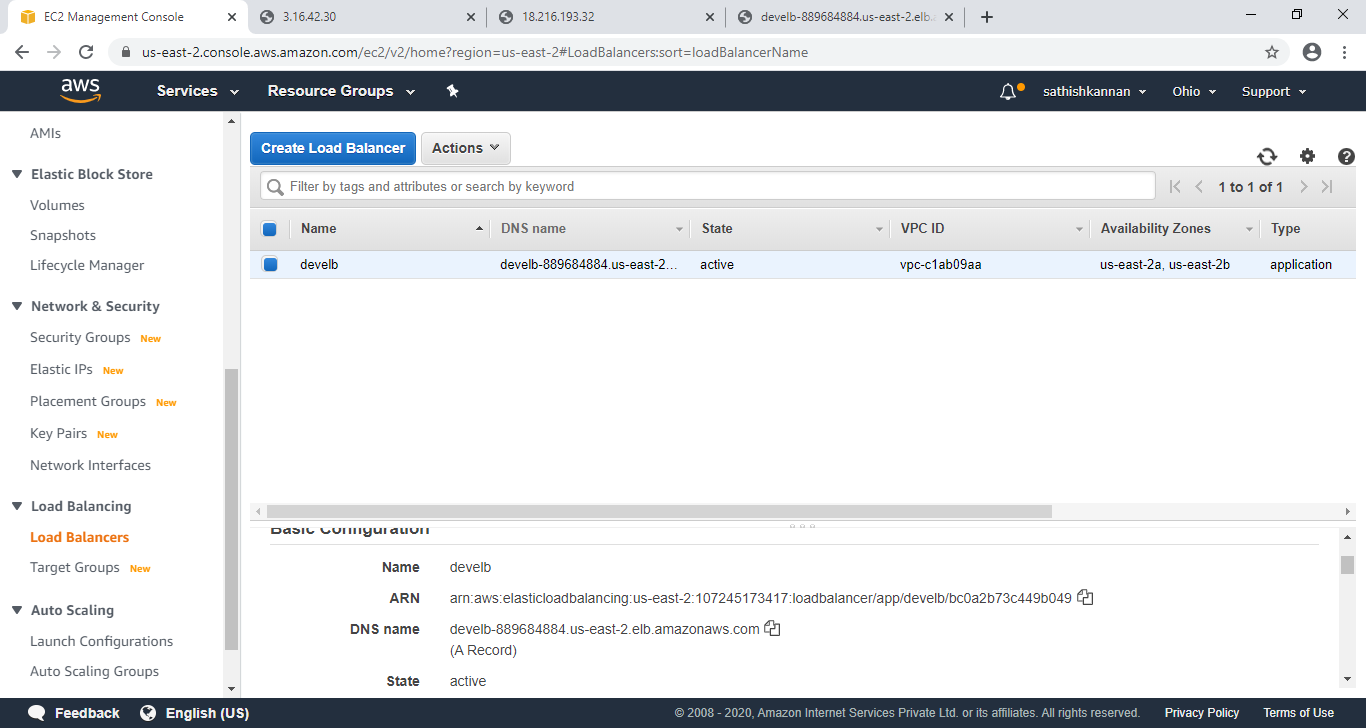 EC2 Management Console
3.16.42.30
18.216.193.32
develb-889684884.us-east-2.elb.
us-east-2.console.aws.amazon.com/ec2/v2/home?region=us-east-2#LoadBalancers:sort=loadBalancerName
aws Services Resource Groups sathishkannan Ohio Support
AMIs
Elastic Block Store
Volumes
Snapshots
Lifecycle Manager
Network & Security
Security Groups New
Elastic IPs New
Placement Groups New
Key Pairs New
Network Interfaces
Load Balancing
Load Balancers
Target Groups New
Auto Scaling
Launch Configurations
Auto Scaling Groups
Create Load Balancer Actions
Filter by tags and attributes or search by keyword 1 to 1 of 1
Name DNS name State VPC ID Availability Zones Type
develb develb-889684884.us-east-2... active vpc-c1ab09aa us-east-2a, us-east-2b application
Basic Configuration
Name develb
ARN arn:aws:elasticloadbalancing:us-east-2:107245173417:loadbalancer/app/develb/bc0a2b73c449b049
DNS name develb-889684884.us-east-2.elb.amazonaws.com
(A Record)
State active
Feedback English (US) © 2008 - 2020, Amazon Internet Services Private Ltd. or its affiliates. All rights reserved. Privacy Policy Terms of Use